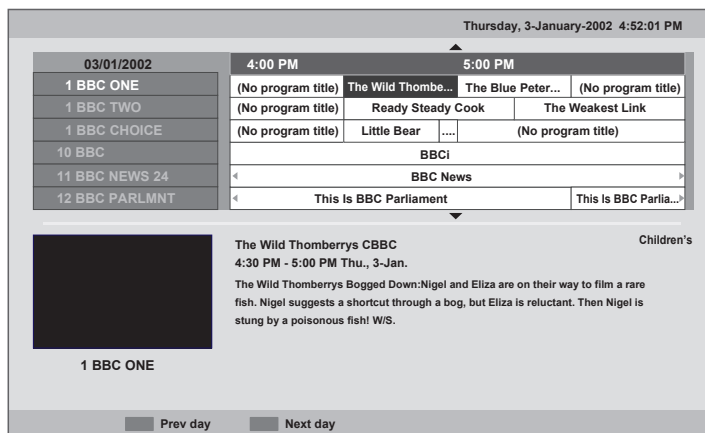 Thursday, 3-January-2002 4:52:01 PM
03/01/2002 4:00 PM 5:00 PM
1 BBC ONE (No program title) The Wild Thombe... The Blue Peter... (No program title)
1 BBC TWO (No program title) Ready Steady Cook The Weakest Link
1 BBC CHOICE (No program title) Little Bear .... (No program title)
10 BBC BBCi
11 BBC NEWS 24 BBC News
12 BBC PARLMNT This Is BBC Parliament This Is BBC Parlia...
The Wild Thomberrys CBBC Children's
4:30 PM - 5:00 PM Thu., 3-Jan.
The Wild Thomberrys Bogged Down:Nigel and Eliza are on their way to film a rare
fish. Nigel suggests a shortcut through a bog, but Eliza is reluctant. Then Nigel is
stung by a poisonous fish! W/S.
1 BBC ONE
Prev day Next day